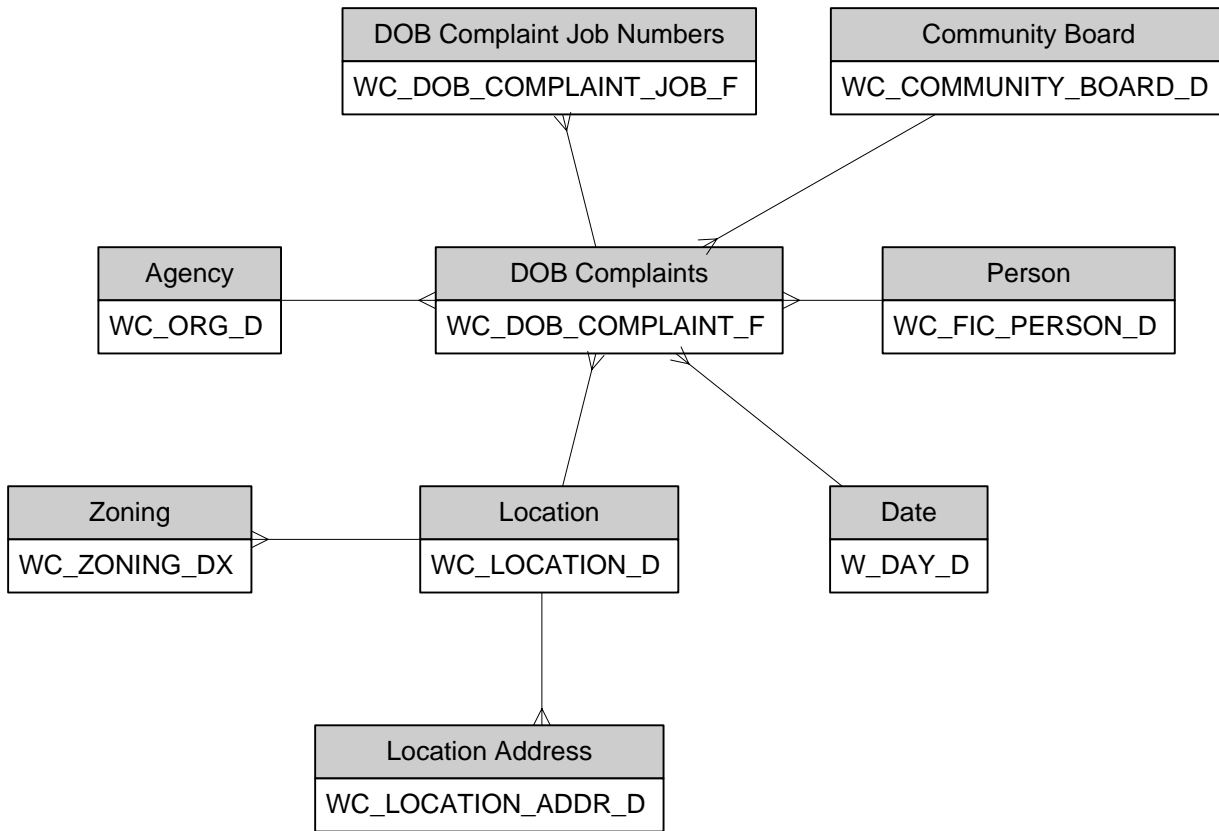 DOB Complaint Job Numbers
WC_DOB_COMPLAINT_JOB_F
Community Board
WC_COMMUNITY_BOARD_D
Agency
WC_ORG_D
DOB Complaints
WC_DOB_COMPLAINT_F
Person
WC_FIC_PERSON_D
Zoning
WC_ZONING_DX
Location
WC_LOCATION_D
Date
W_DAY_D
Location Address
WC_LOCATION_ADDR_D